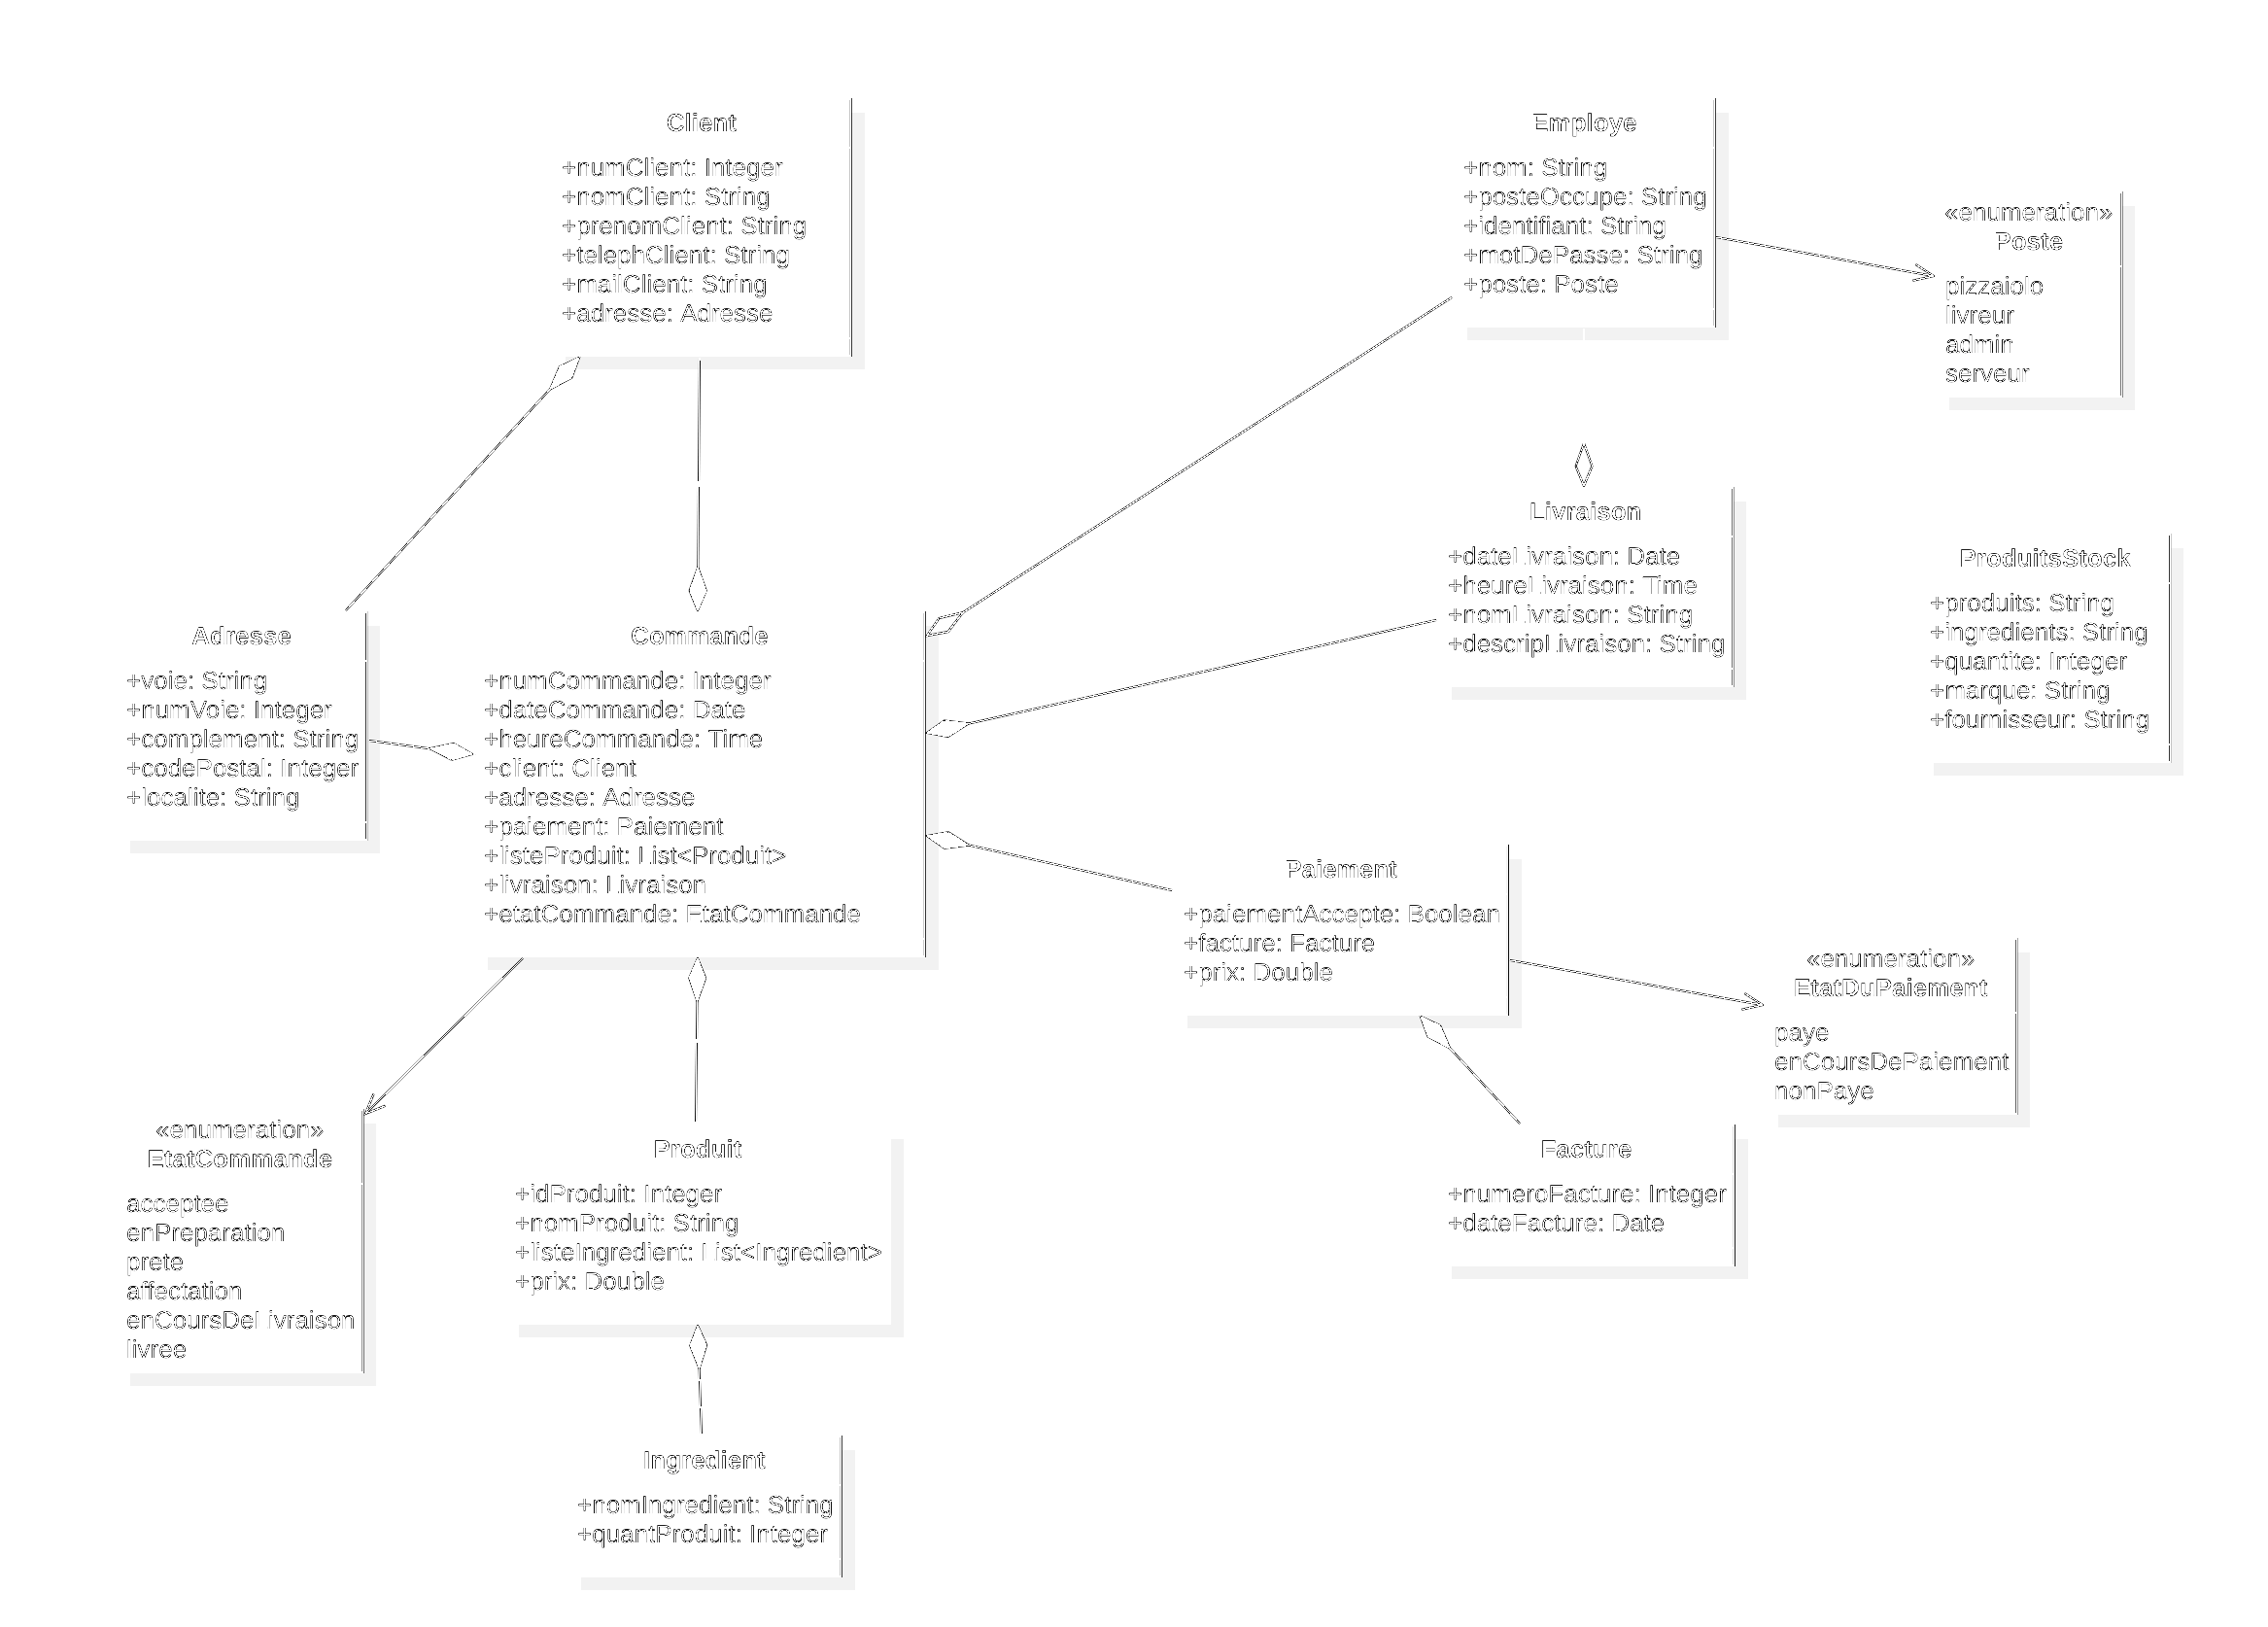 Client
+numClient: Integer
+nomClient: String
+prenomClient: String
+telephClient: String
+mailClient: String
+adresse: Adresse
Employe
+nom: String
+posteOccupe: String
+identifiant: String
+motDePasse: String
+poste: Poste
«enumeration»
Poste
pizzaiolo
livreur
admin
serveur
Livraison
+dateLivraison: Date
+heureLivraison: Time
+nomLivraison: String
+descripLivraison: String
ProduitsStock
+produits: String
+ingredients: String
+quantite: Integer
+marque: String
+fournisseur: String
Adresse
+voie: String
+numVoie: Integer
+complement: String
+codePostal: Integer
+localite: String
Commande
+numCommande: Integer
+dateCommande: Date
+heureCommande: Time
+client: Client
+adresse: Adresse
+paiement: Paiement
+listeProduit: List<Produit>
+livraison: Livraison
+etatCommande: EtatCommande
Paiement
+paiementAccepte: Boolean
+facture: Facture
+prix: Double
«enumeration»
EtatDuPaiement
paye
enCoursDePaiement
nonPaye
«enumeration»
EtatCommande
acceptee
enPreparation
prete
affectation
enCoursDeLivraison
livree
Produit
+idProduit: Integer
+nomProduit: String
+listeIngredient: List<Ingredient>
+prix: Double
Facture
+numeroFacture: Integer
+dateFacture: Date
Ingredient
+nomIngredient: String
+quantProduit: Integer